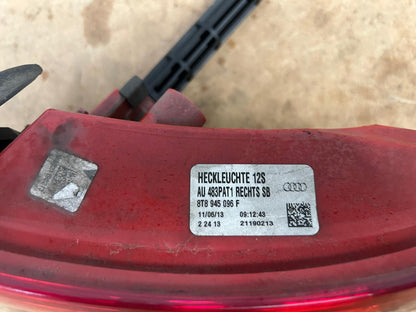 HECKLEUCHTE 12S
AU 483PAT1 RECHTS SB
8T8 945 096 F
11/06/13 09:12:43
2 24 13 21190213